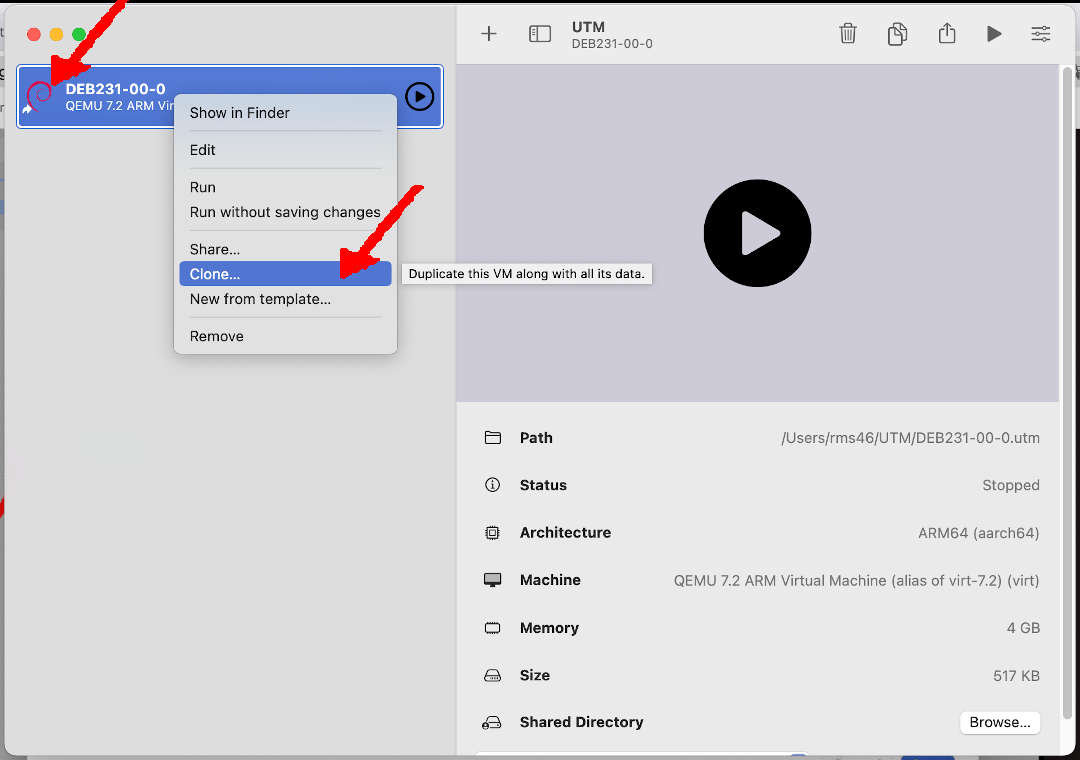 UTM
DEB231-00-0
DEB231-00-0
QEMU 7.2 ARM Vir
Show in Finder
Edit
Run
Run without saving changes
Share...
Clone...
Duplicate this VM along with all its data.
New from template...
Remove
Path
/Users/rms46/UTM/DEB231-00-0.utm
Status
Stopped
Architecture
ARM64 (aarch64)
Machine
QEMU 7.2 ARM Virtual Machine (alias of virt-7.2) (virt)
Memory
4 GB
Size
517 KB
Shared Directory
Browse...